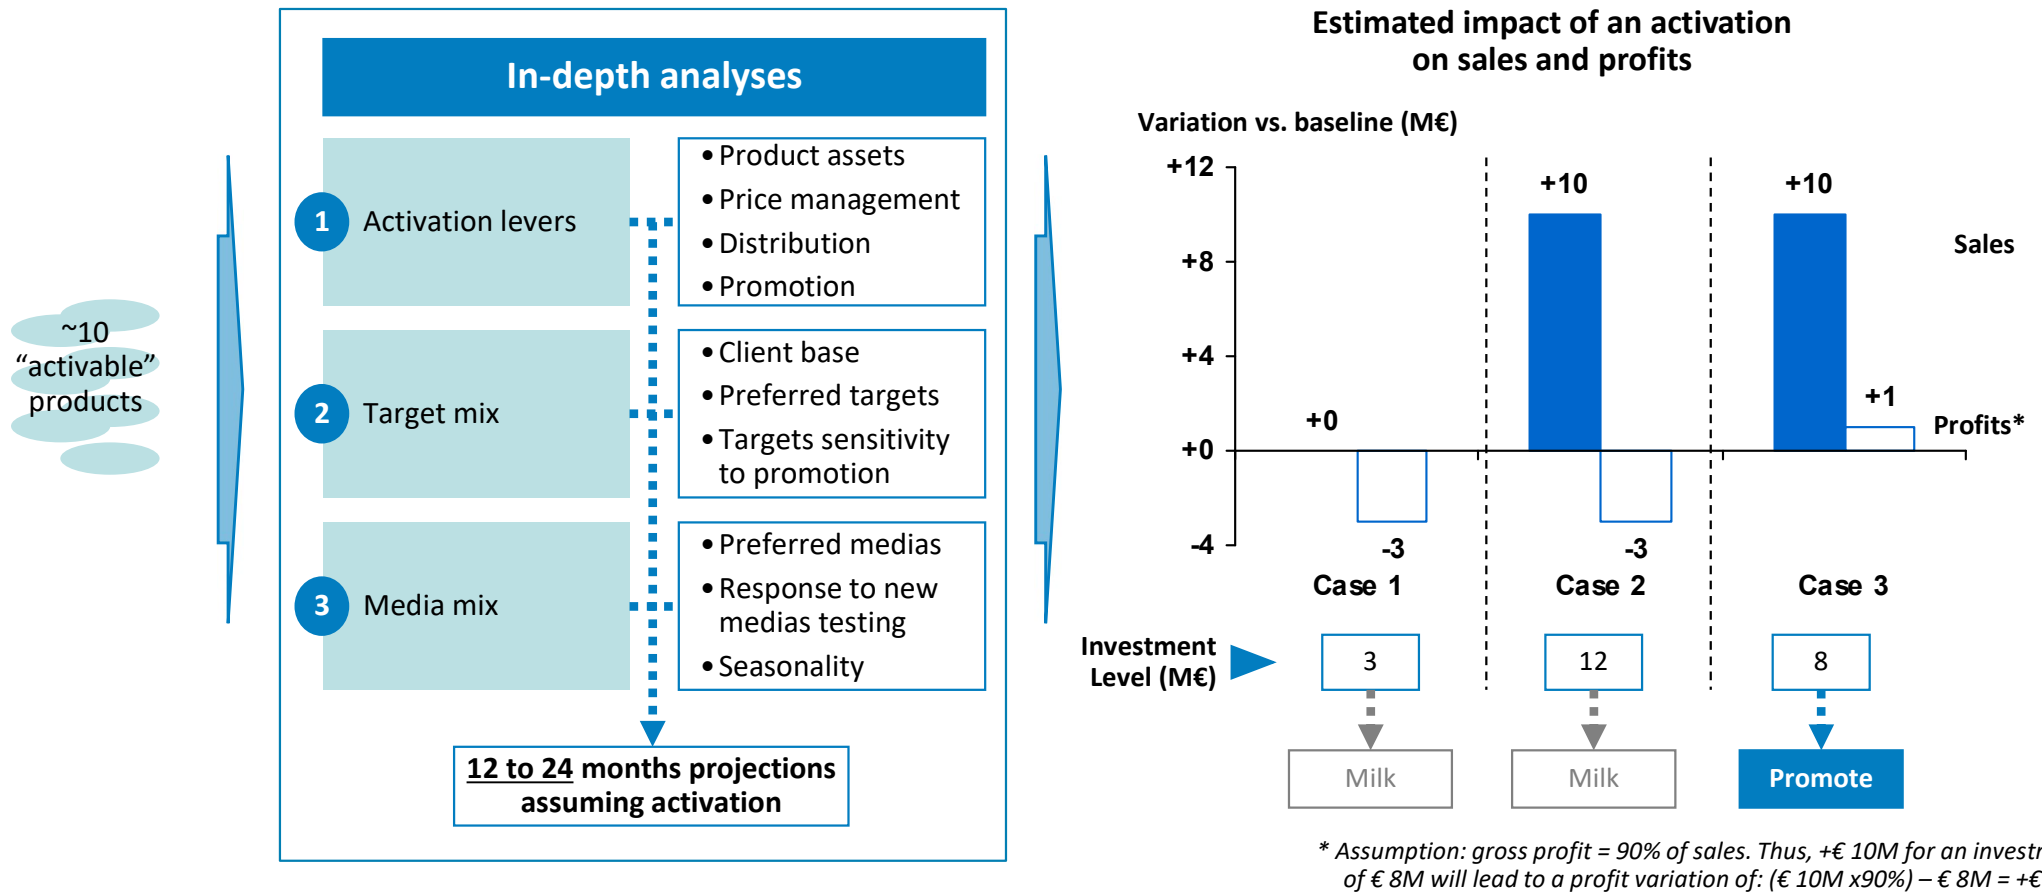 ~10
“activable”
products
In-depth analyses
1 Activation levers
• Product assets
• Price management
• Distribution
• Promotion
2 Target mix
• Client base
• Preferred targets
• Targets sensitivity
to promotion
3 Media mix
• Preferred medias
• Response to new
medias testing
• Seasonality
12 to 24 months projections
assuming activation
Estimated impact of an activation
on sales and profits
Variation vs. baseline (M€)
+12
+8
+4
+0
-4
+0
-3
+10
-3
+10
+1
Sales
Profits*
Case 1
Case 2
Case 3
Investment
Level (M€)
3
12
8
Milk
Milk
Promote
* Assumption: gross profit = 90% of sales. Thus, +€ 10M for an
of € 8M will lead to a profit variation of: (€ 10M x90%) – € 8M = +€